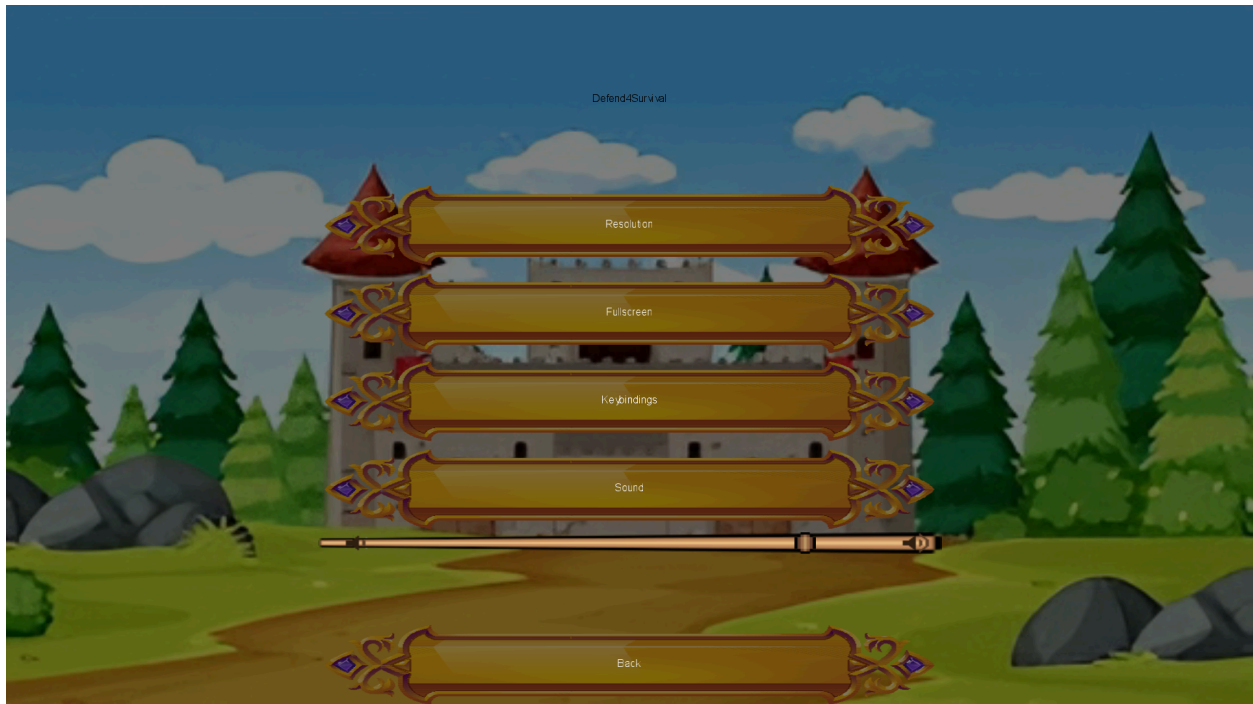 Defend4Survival
Resolution
Fullscreen
Keybindings
Sound
Back